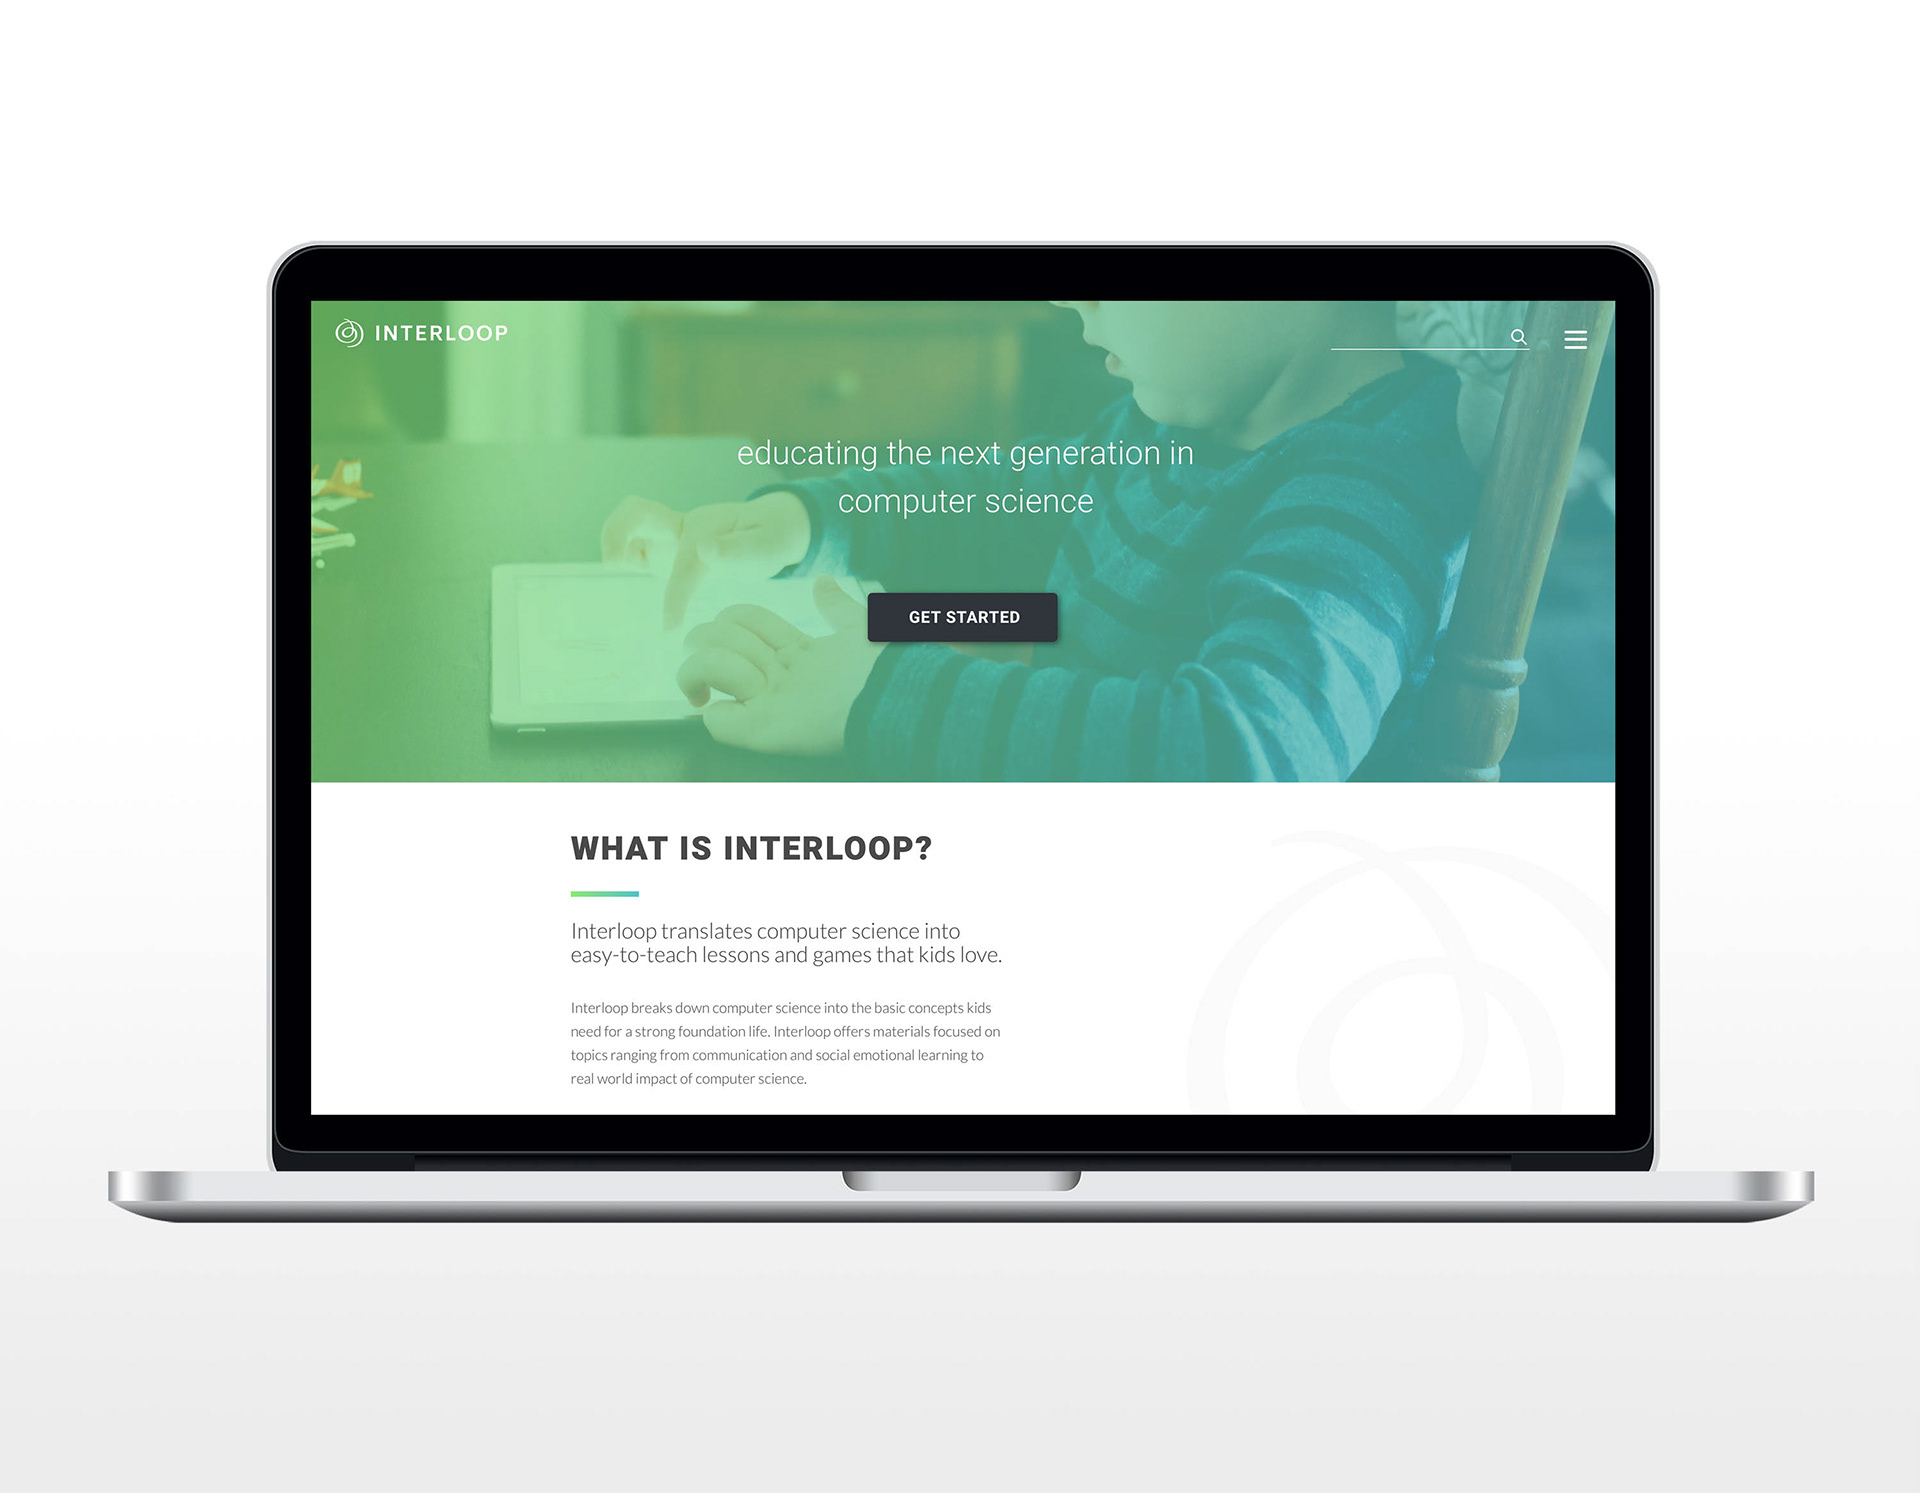 INTERLOOP
educating the next generation in
computer science
GET STARTED
WHAT IS INTERLOOP?
Interloop translates computer science into
easy-to-teach lessons and games that kids love.
Interloop breaks down computer science into the basic concepts kids
need for a strong foundation life. Interloop offers materials focused on
topics ranging from communication and social emotional learning to
real world impact of computer science.